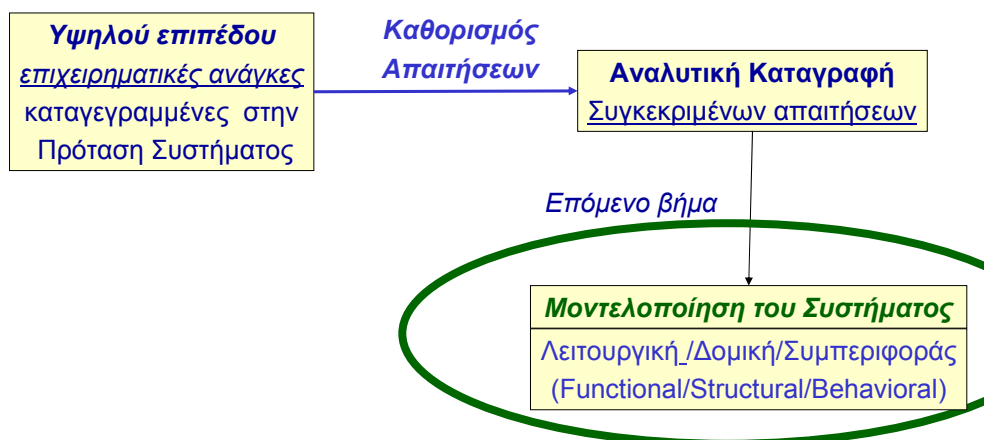 Υψηλού επιπέδου
επιχειρηματικές ανάγκες
καταγεγραμμένες στην
Πρόταση Συστήματος
Καθορισμός
Απαιτήσεων
Αναλυτική Καταγραφή
Συγκεκριμένων απαιτήσεων
Επόμενο βήμα
Μοντελοποίηση του Συστήματος
Λειτουργική /Δομική/Συμπεριφοράς
(Functional/Structural/Behavioral)